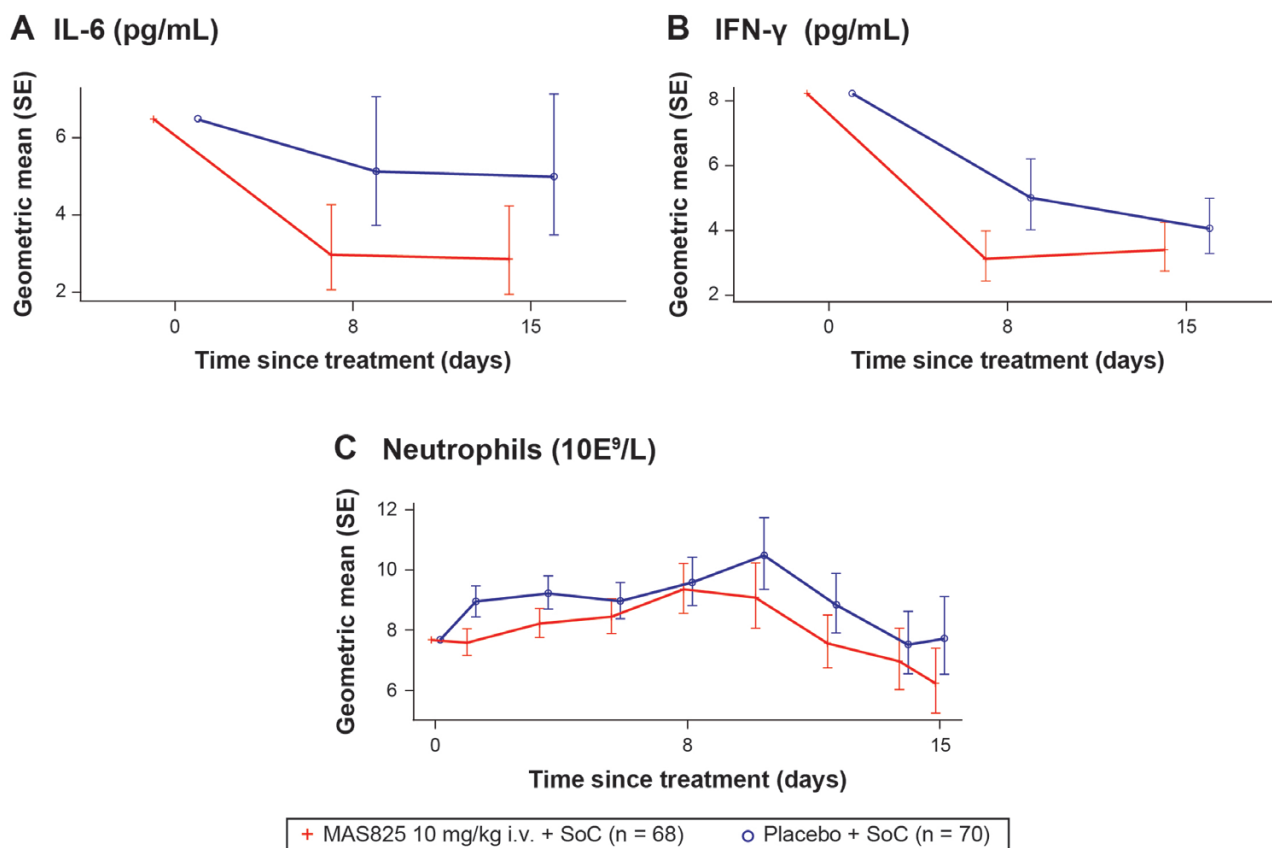 A IL-6 (pg/mL)
Geometric mean (SE)
6
4
2
0 8 15
Time since treatment (days)
B IFN-γ (pg/mL)
Geometric mean (SE)
8
6
4
2
0 8 15
Time since treatment (days)
C Neutrophils (10E⁹/L)
Geometric mean (SE)
12
10
8
6
0 8 15
Time since treatment (days)
MAS825 10 mg/kg i.v. + SoC (n = 68) Placebo + SoC (n = 70)